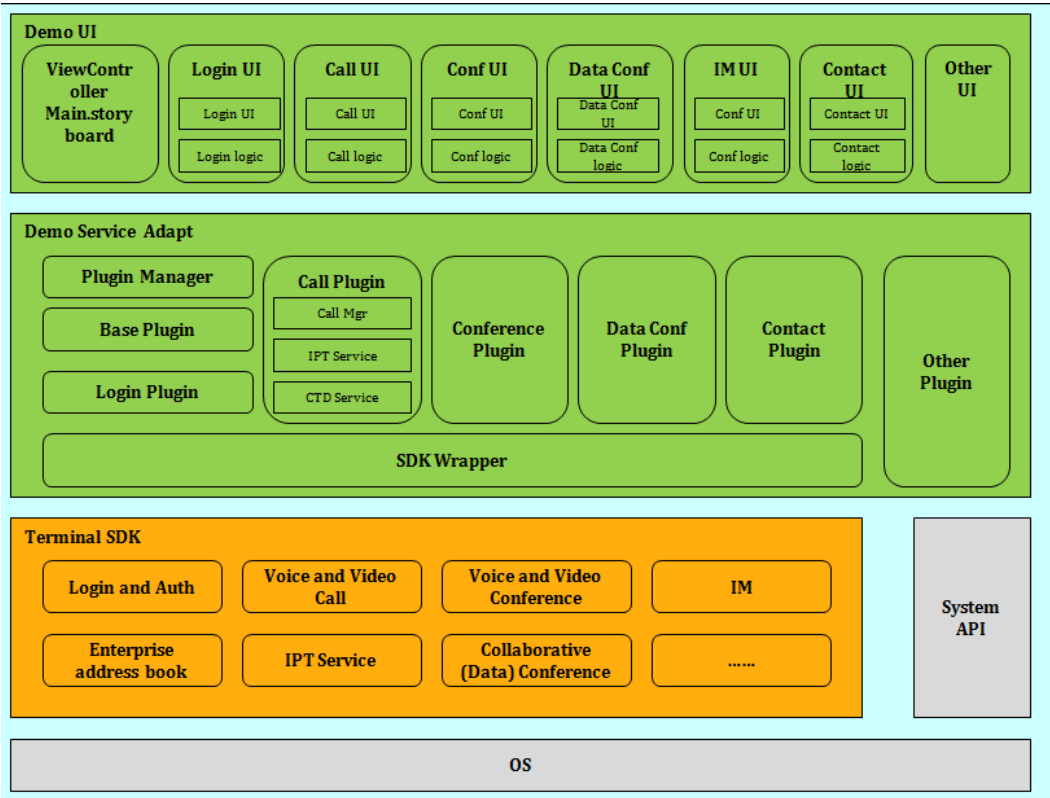 Demo UI
ViewContr
oller
Main.story
board
Login UI
Login UI
Login logic
Call UI
Call UI
Call logic
Conf UI
Conf UI
Conf logic
Data Conf
UI
Data Conf
UI
Data Conf
logic
IM UI
Conf UI
Conf logic
Contact
UI
Contact UI
Contact
logic
Other
UI
Demo Service Adapt
Plugin Manager
Base Plugin
Login Plugin
Call Plugin
Call Mgr
IPT Service
CTD Service
Conference
Plugin
Data Conf
Plugin
Contact
Plugin
Other
Plugin
SDK Wrapper
Terminal SDK
Login and Auth
Voice and Video
Call
Voice and Video
Conference
IM
Enterprise
address book
IPT Service
Collaborative
(Data) Conference
......
System
API
OS